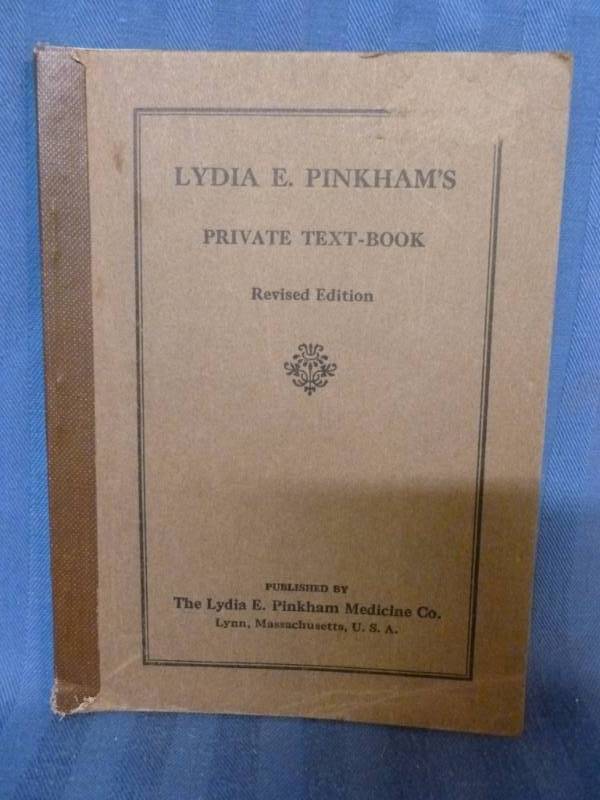 LYDIA E. PINKHAM'S
PRIVATE TEXT-BOOK
Revised Edition
PUBLISHED BY
The Lydia E. Pinkham Medicine Co.
Lynn, Massachusetts, U. S. A.